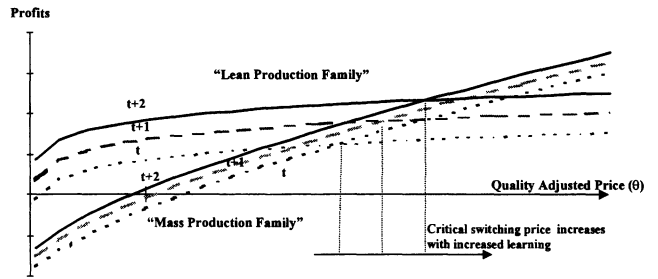 Profits
“Lean Production Family”
t+2
t+1
t
t+1
t
t+2
Quality Adjusted Price (θ)
“Mass Production Family”
Critical switching price increases
with increased learning